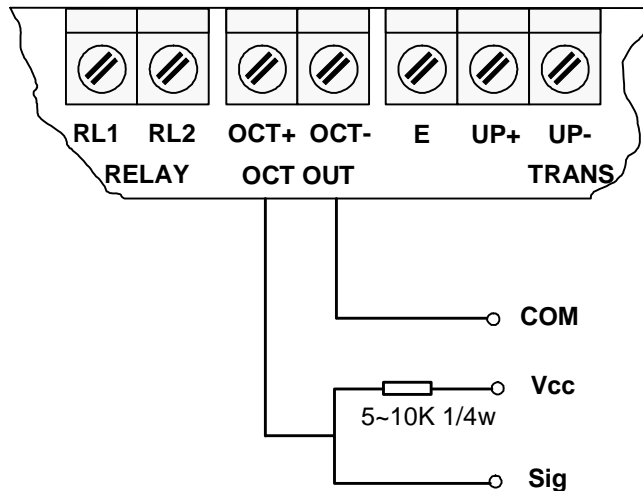 RL1 RL2 OCT+ OCT- E UP+ UP-
RELAY OCT OUT TRANS
COM
Vcc
5~10K 1/4w
Sig